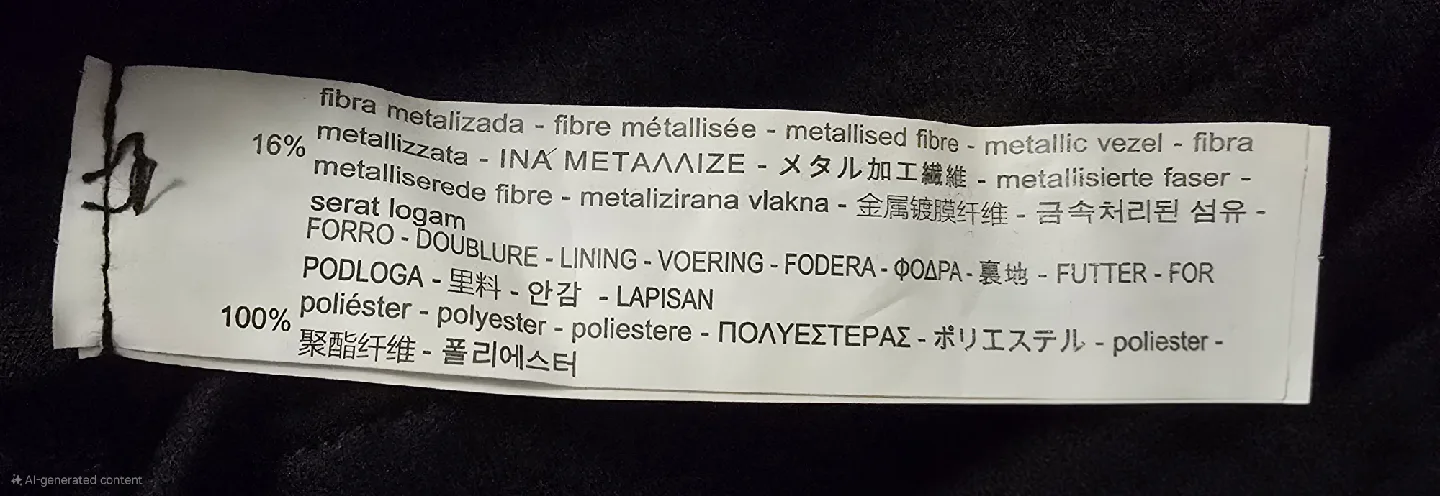 fibra metalizada - fibre métallisée - metallised fibre - metallic vezel - fibra
16% metallizzata - ΙΝΑ΄ ΜΕΤΑΛΛΙΖΕ - メタル加工繊維 - metallisierte faser -
metalliserede fibre - metalizirana vlakna - 金属镀膜纤维 - 금속처리된 섬유 -
serat logam
FORRO - DOUBLURE - LINING - VOERING - FODERA - ΦΟΔΡΑ - 裏地 - FUTTER - FOR
PODLOGA - 里料 - 안감 - LAPISAN
100% poliéster - polyester - poliestere - ΠΟΛΥΕΣΤΕΡΑΣ - ポリエステル - poliester -
聚酯纤维 - 폴리에스터
AI-generated content